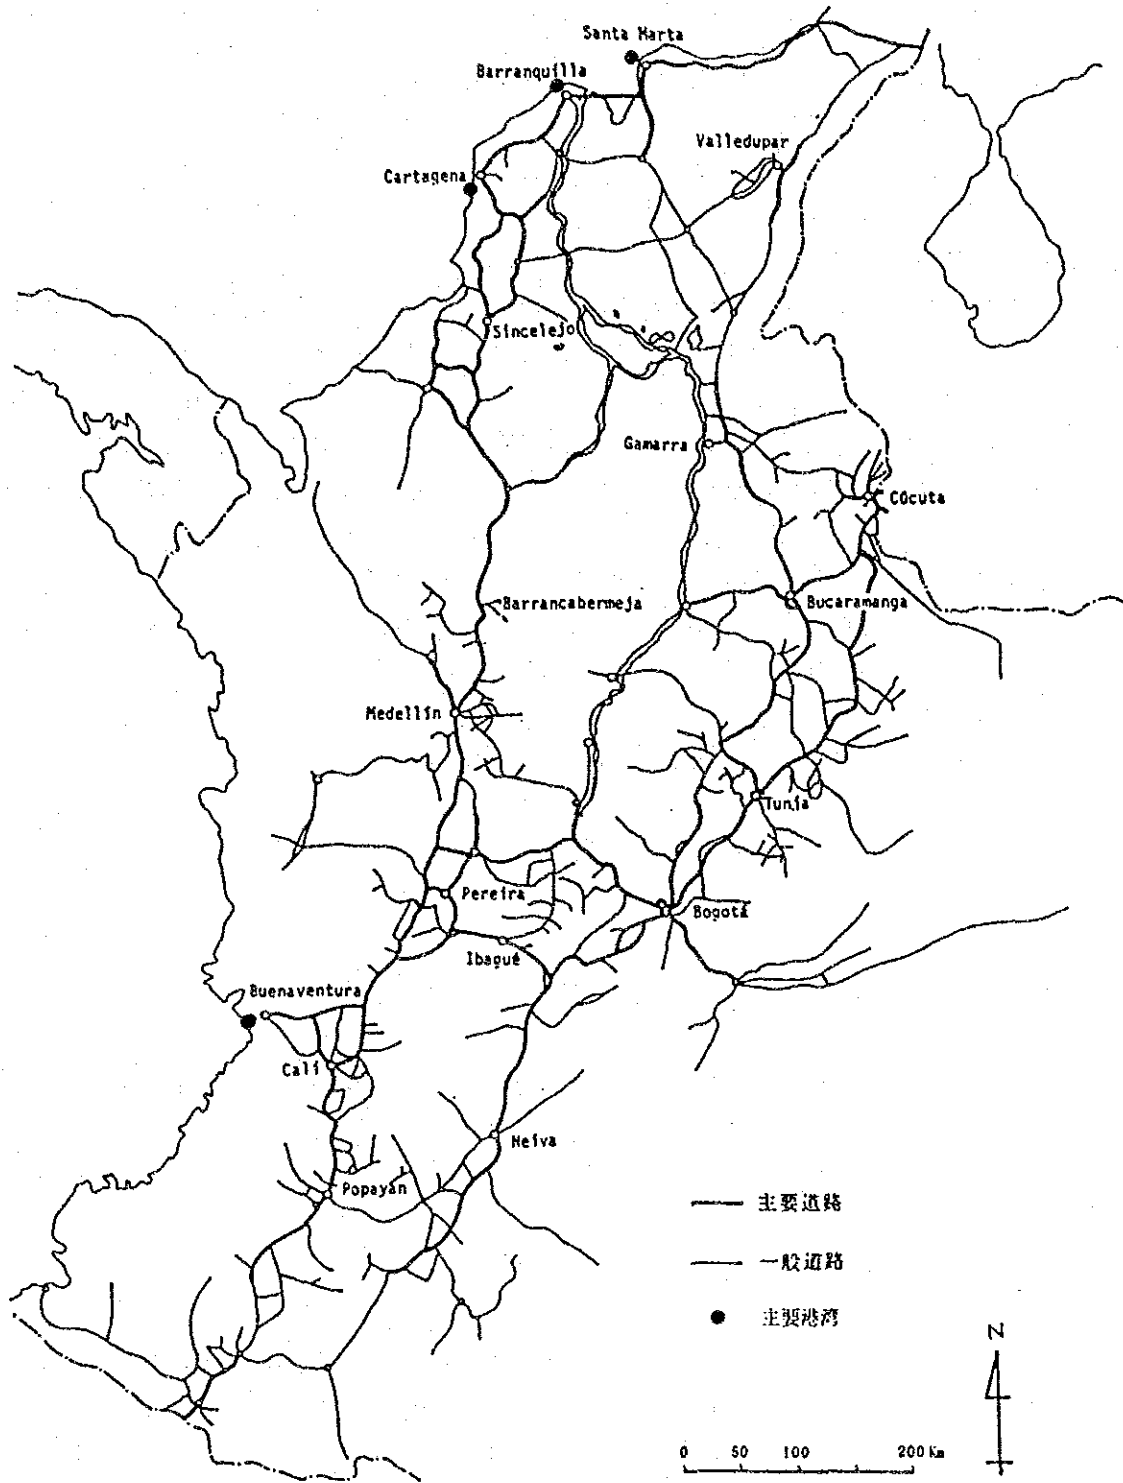 Santa Marta
Barranquilla
Valledupar
Cartagena
Sincelejo
Gamarra
Cúcuta
Barrancabermeja
Bucaramanga
Medellín
Tunja
Pereira
Bogotá
Ibagué
Buenaventura
Cali
Neiva
Popayán
主要道路
一般道路
主要港湾
N
0 50 100 200 Km